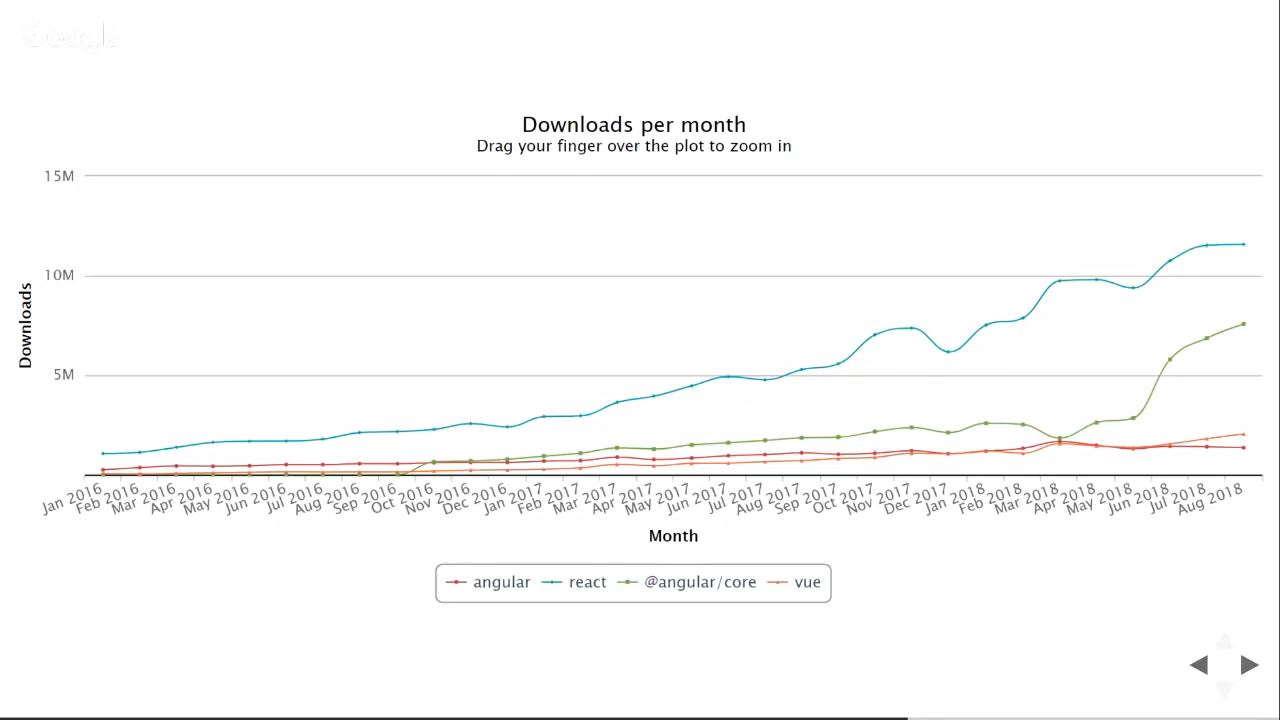 Google
Downloads per month
Drag your finger over the plot to zoom in
15M
10M
5M
Downloads
Jan 2016
Feb 2016
Mar 2016
Apr 2016
May 2016
Jun 2016
Jul 2016
Aug 2016
Sep 2016
Oct 2016
Nov 2016
Dec 2016
Jan 2017
Feb 2017
Mar 2017
Apr 2017
May 2017
Jun 2017
Jul 2017
Aug 2017
Sep 2017
Oct 2017
Nov 2017
Dec 2017
Jan 2018
Feb 2018
Mar 2018
Apr 2018
May 2018
Jun 2018
Jul 2018
Aug 2018
Month
angular react @angular/core vue